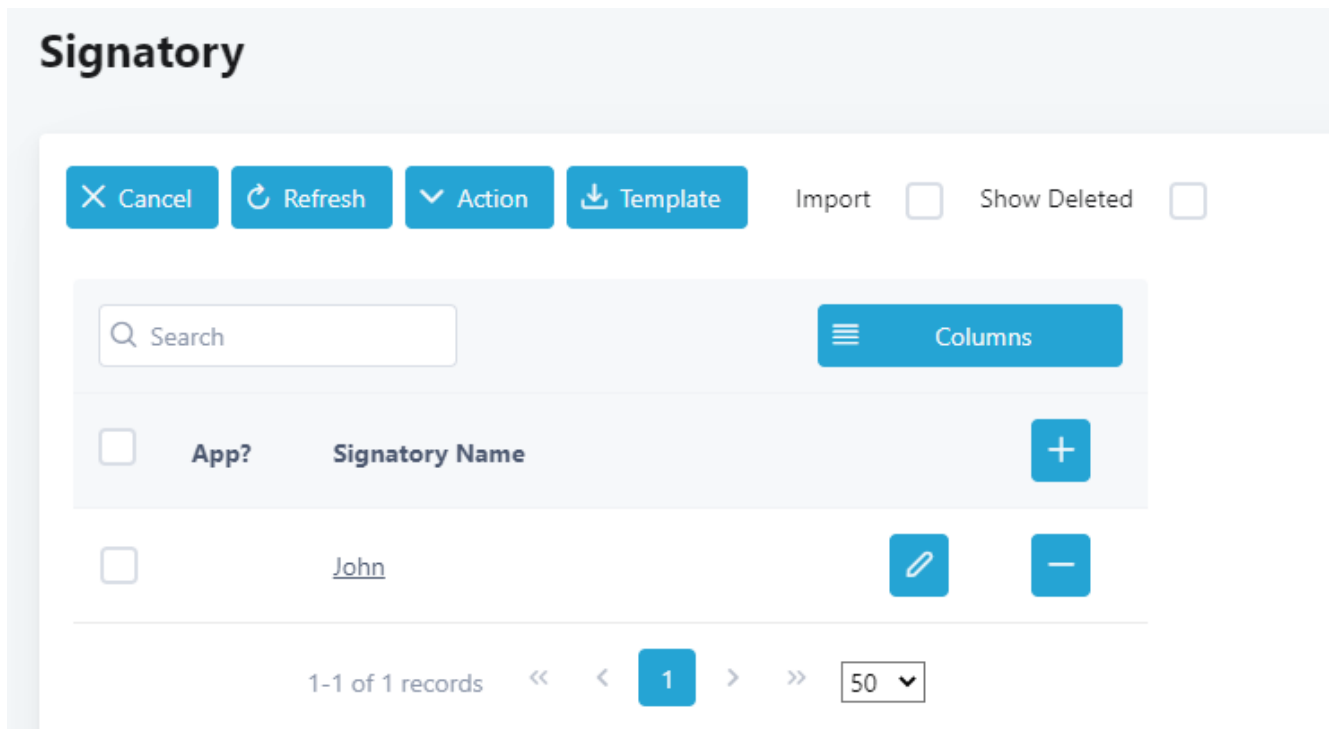 Signatory
Cancel Refresh Action Template Import Show Deleted
Search Columns
App? Signatory Name
John
1-1 of 1 records 1 50